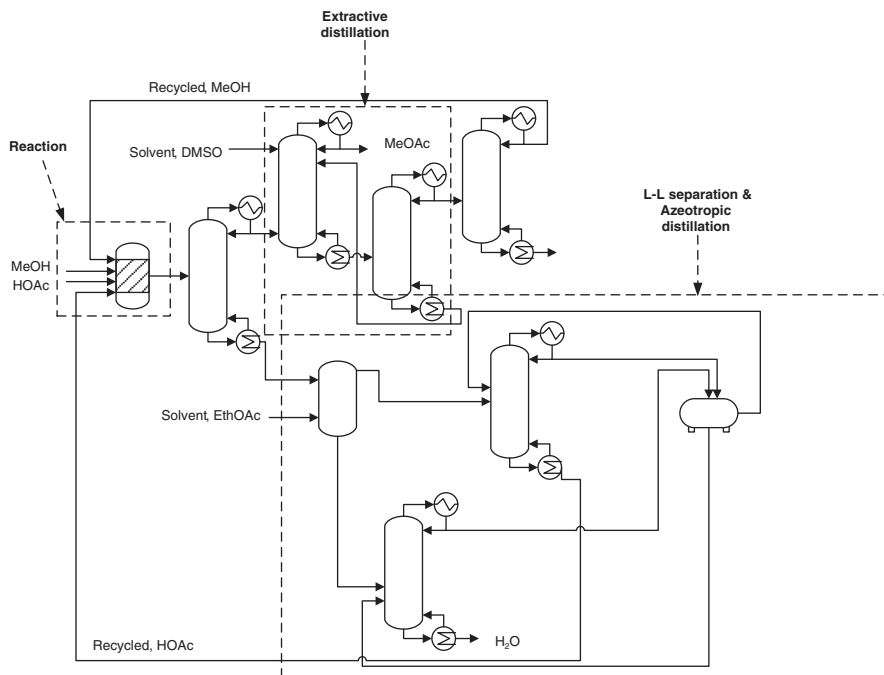 Extractive
distillation
Recycled, MeOH
Reaction
Solvent, DMSO
MeOAc
L-L separation &
Azeotropic
distillation
MeOH
HOAc
Solvent, EthOAc
Recycled, HOAc
H₂O